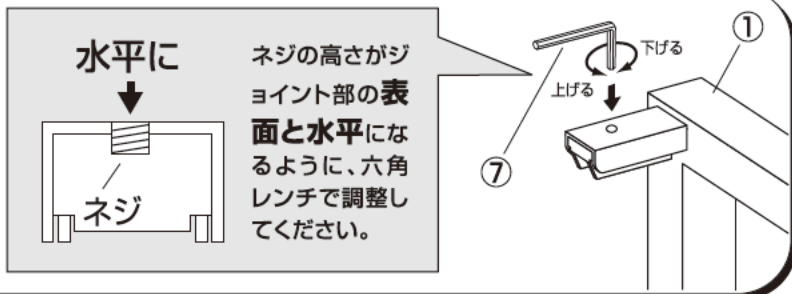 水平に
ネジ
ネジの高さがジ
ョイント部の表
面と水平にな
るように、六角
レンチで調整し
てください。
下げる
上げる
①
⑦